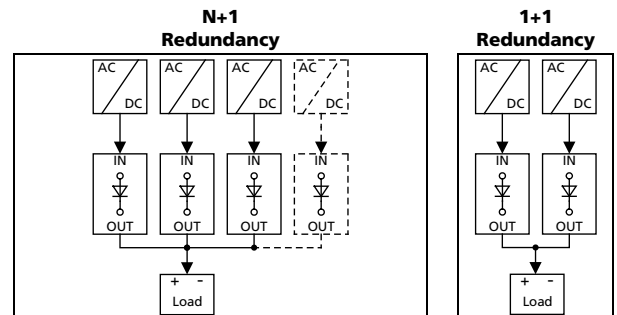 N+1
Redundancy
1+1
Redundancy
AC
DC
AC
DC
AC
DC
AC
DC
AC
DC
AC
DC
IN
OUT
IN
OUT
IN
OUT
IN
OUT
IN
OUT
IN
OUT
+ -
Load
+ -
Load